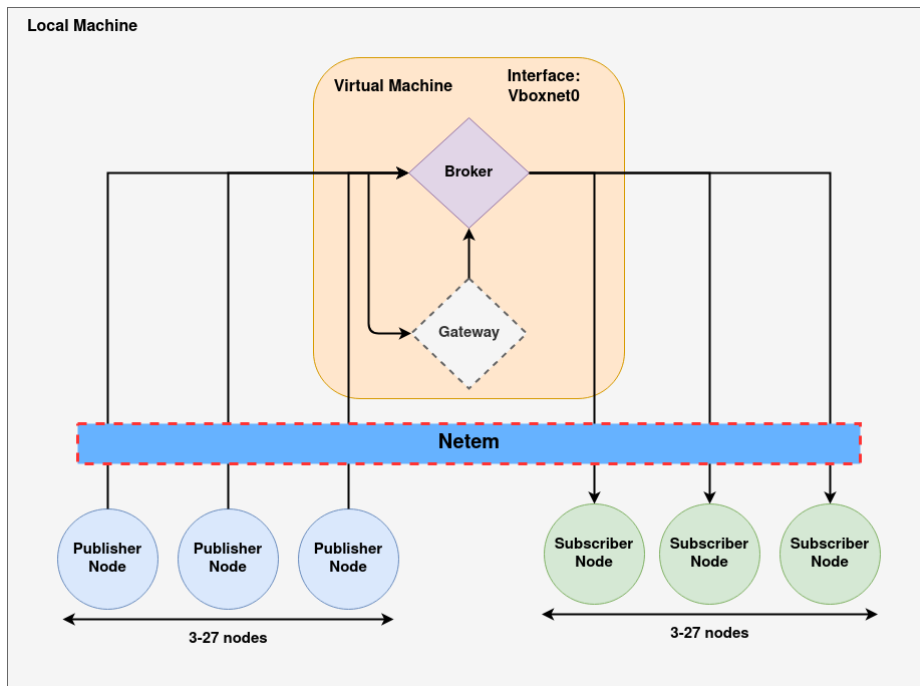 Local Machine
Virtual Machine
Interface:
Vboxnet0
Broker
Gateway
Netem
Publisher
Node
Publisher
Node
Publisher
Node
Subscriber
Node
Subscriber
Node
Subscriber
Node
3-27 nodes
3-27 nodes